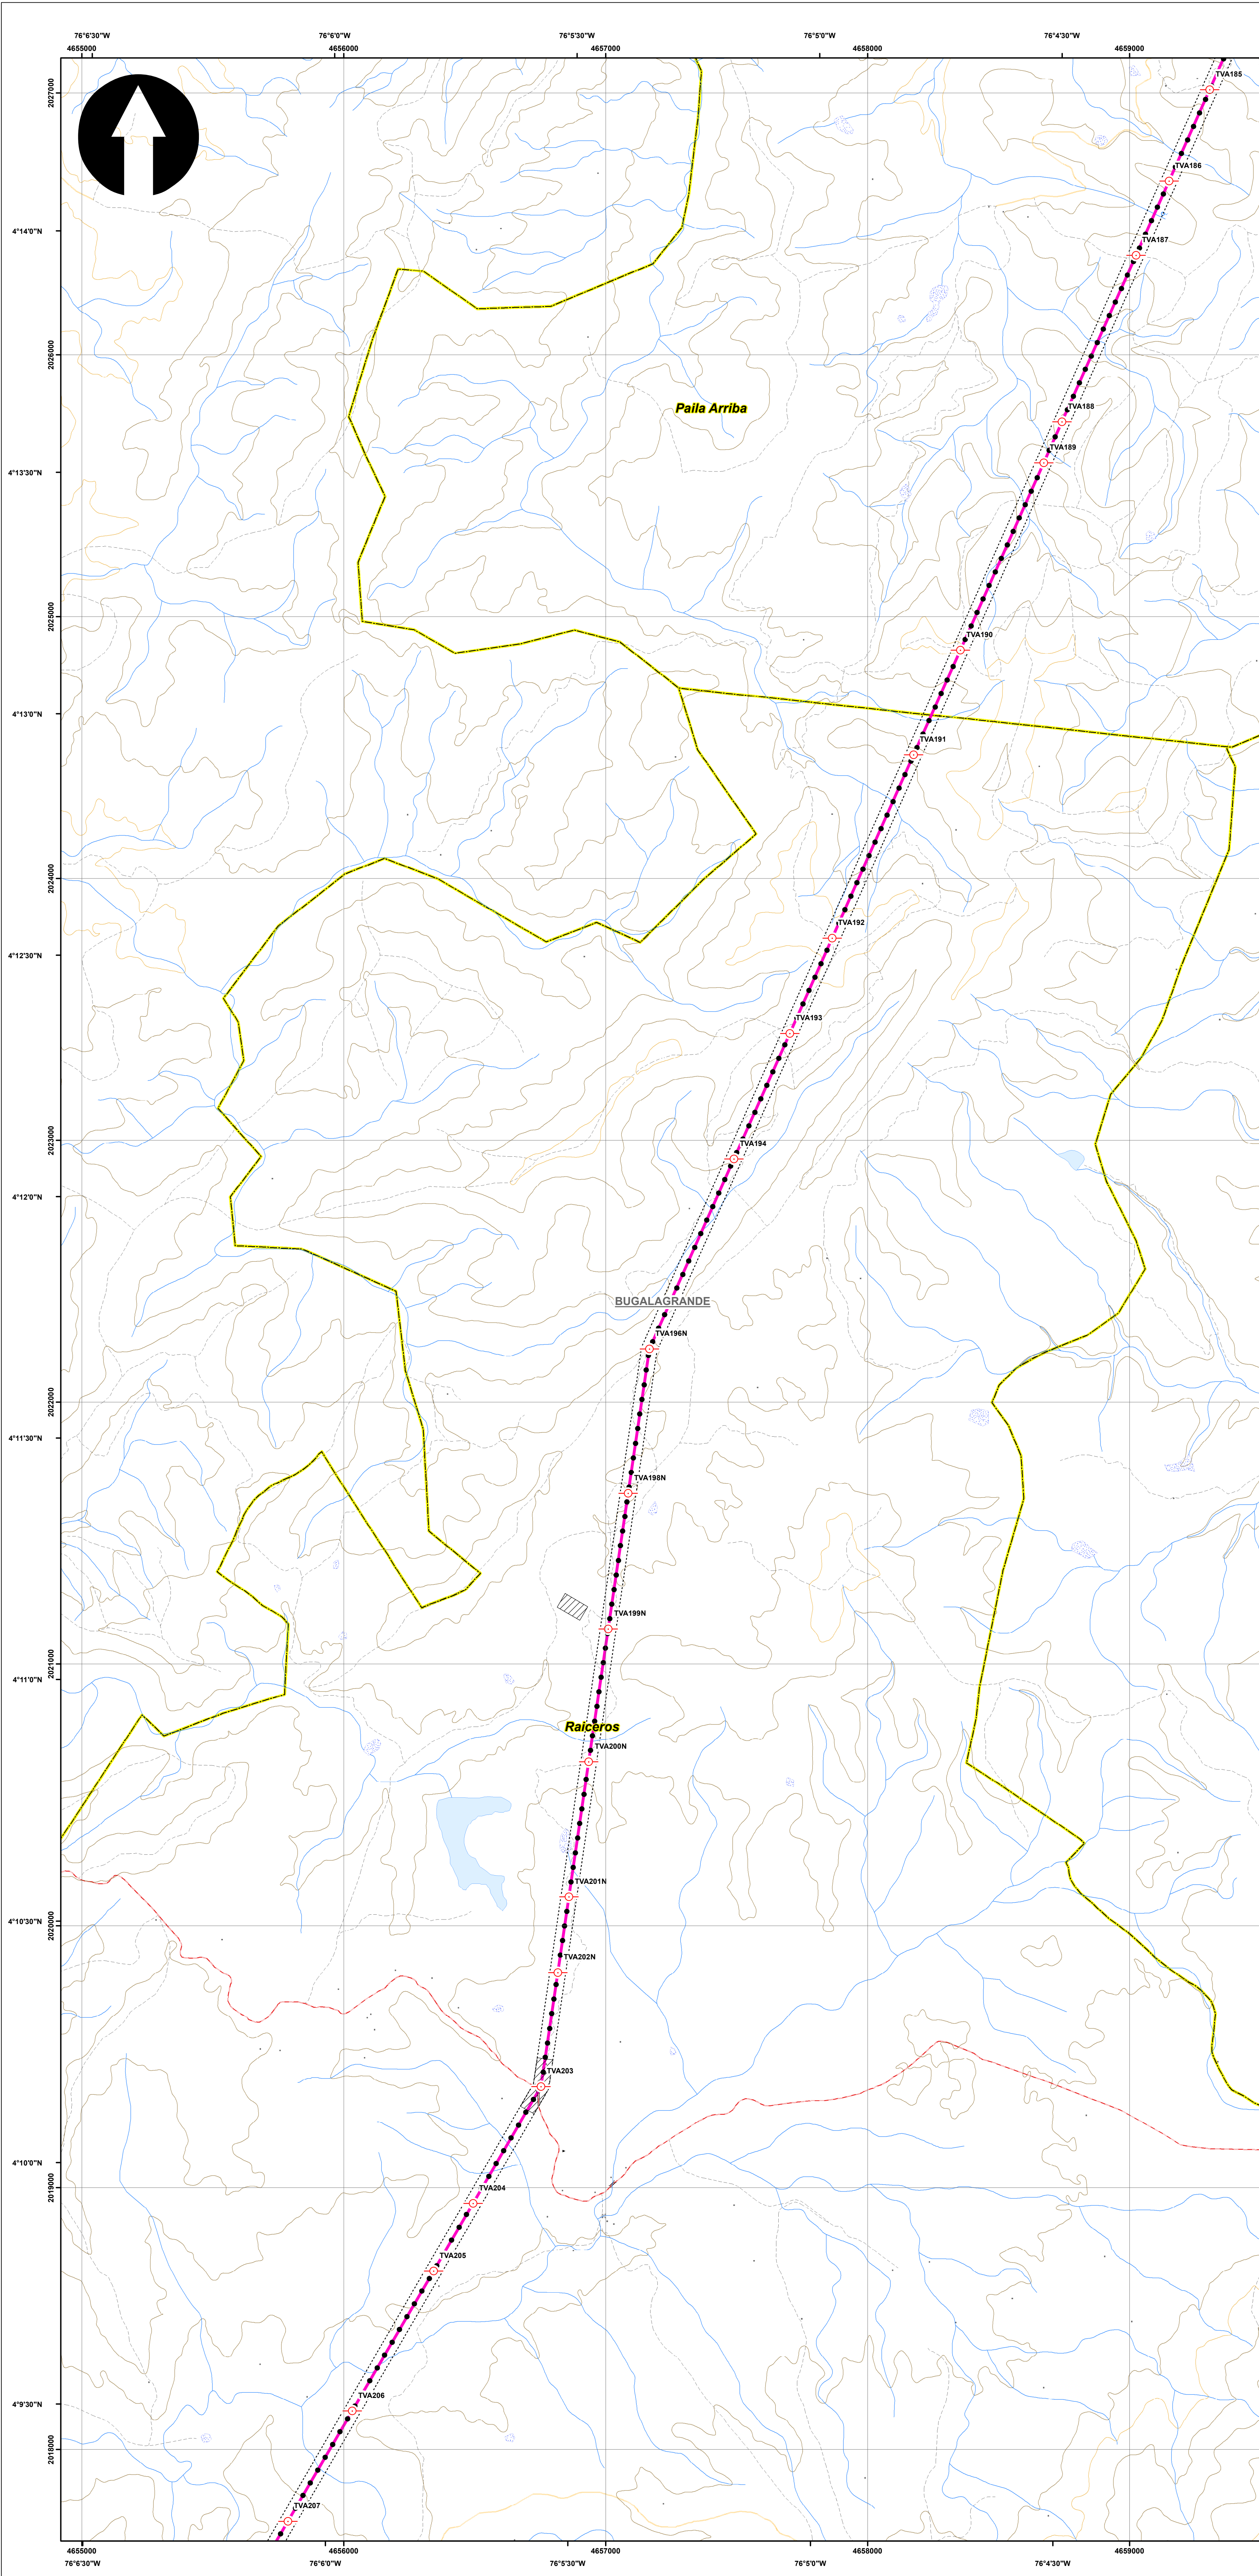 76°6'30"W 76°6'0"W 76°5'30"W 76°5'0"W 76°4'30"W
4655000 4656000 4657000 4658000 4659000
TVA185
2027000
TVA186
4°14'0"N
TVA187
2026000
Paila Arriba
TVA188
TVA189
4°13'30"N
2025000
TVA190
4°13'0"N
TVA191
2024000
TVA192
4°12'30"N
TVA193
2023000
TVA194
4°12'0"N
BUGALAGRANDE
TVA196N
2022000
4°11'30"N
TVA198N
TVA199N
2021000
4°11'0"N
Raiceros
TVA200N
TVA201N
4°10'30"N
2020000
TVA202N
TVA203
4°10'0"N
2019000
TVA204
TVA205
TVA206
4°9'30"N
2018000
TVA207
4655000 4656000 4657000 4658000 4659000
76°6'30"W 76°6'0"W 76°5'30"W 76°5'0"W 76°4'30"W